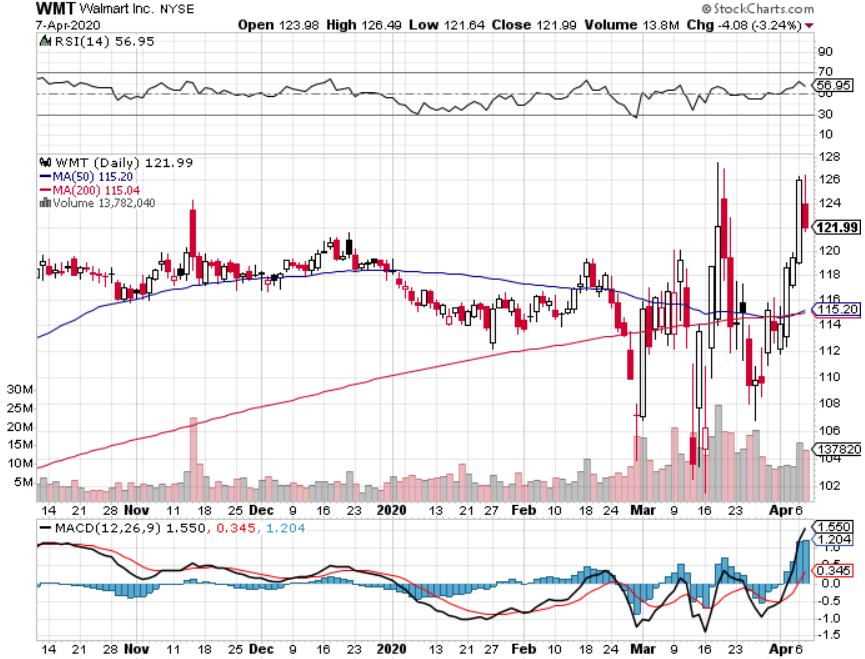 WMT Walmart Inc. NYSE © StockCharts.com
7-Apr-2020 Open 123.98 High 126.49 Low 121.64 Close 121.99 Volume 13.8M Chg -4.08 (-3.24%)
RSI(14) 56.95
90
70
56.95
30
10
WMT (Daily) 121.99
MA(50) 115.20
MA(200) 115.04
Volume 13,782,040
128
126
124
121.99
120
118
116
115.20
114
112
110
108
106
137820
104
102
30M
25M
20M
15M
10M
5M
14 21 28 Nov 11 18 25 Dec 9 16 23 2020 13 21 27 Feb 10 18 24 Mar 9 16 23 Apr 6
MACD(12,26,9) 1.550, 0.345, 1.204
1.550
1.204
1.0
0.345
0.0
-0.5
-1.0
-1.5
14 21 28 Nov 11 18 25 Dec 9 16 23 2020 13 21 27 Feb 10 18 24 Mar 9 16 23 Apr 6